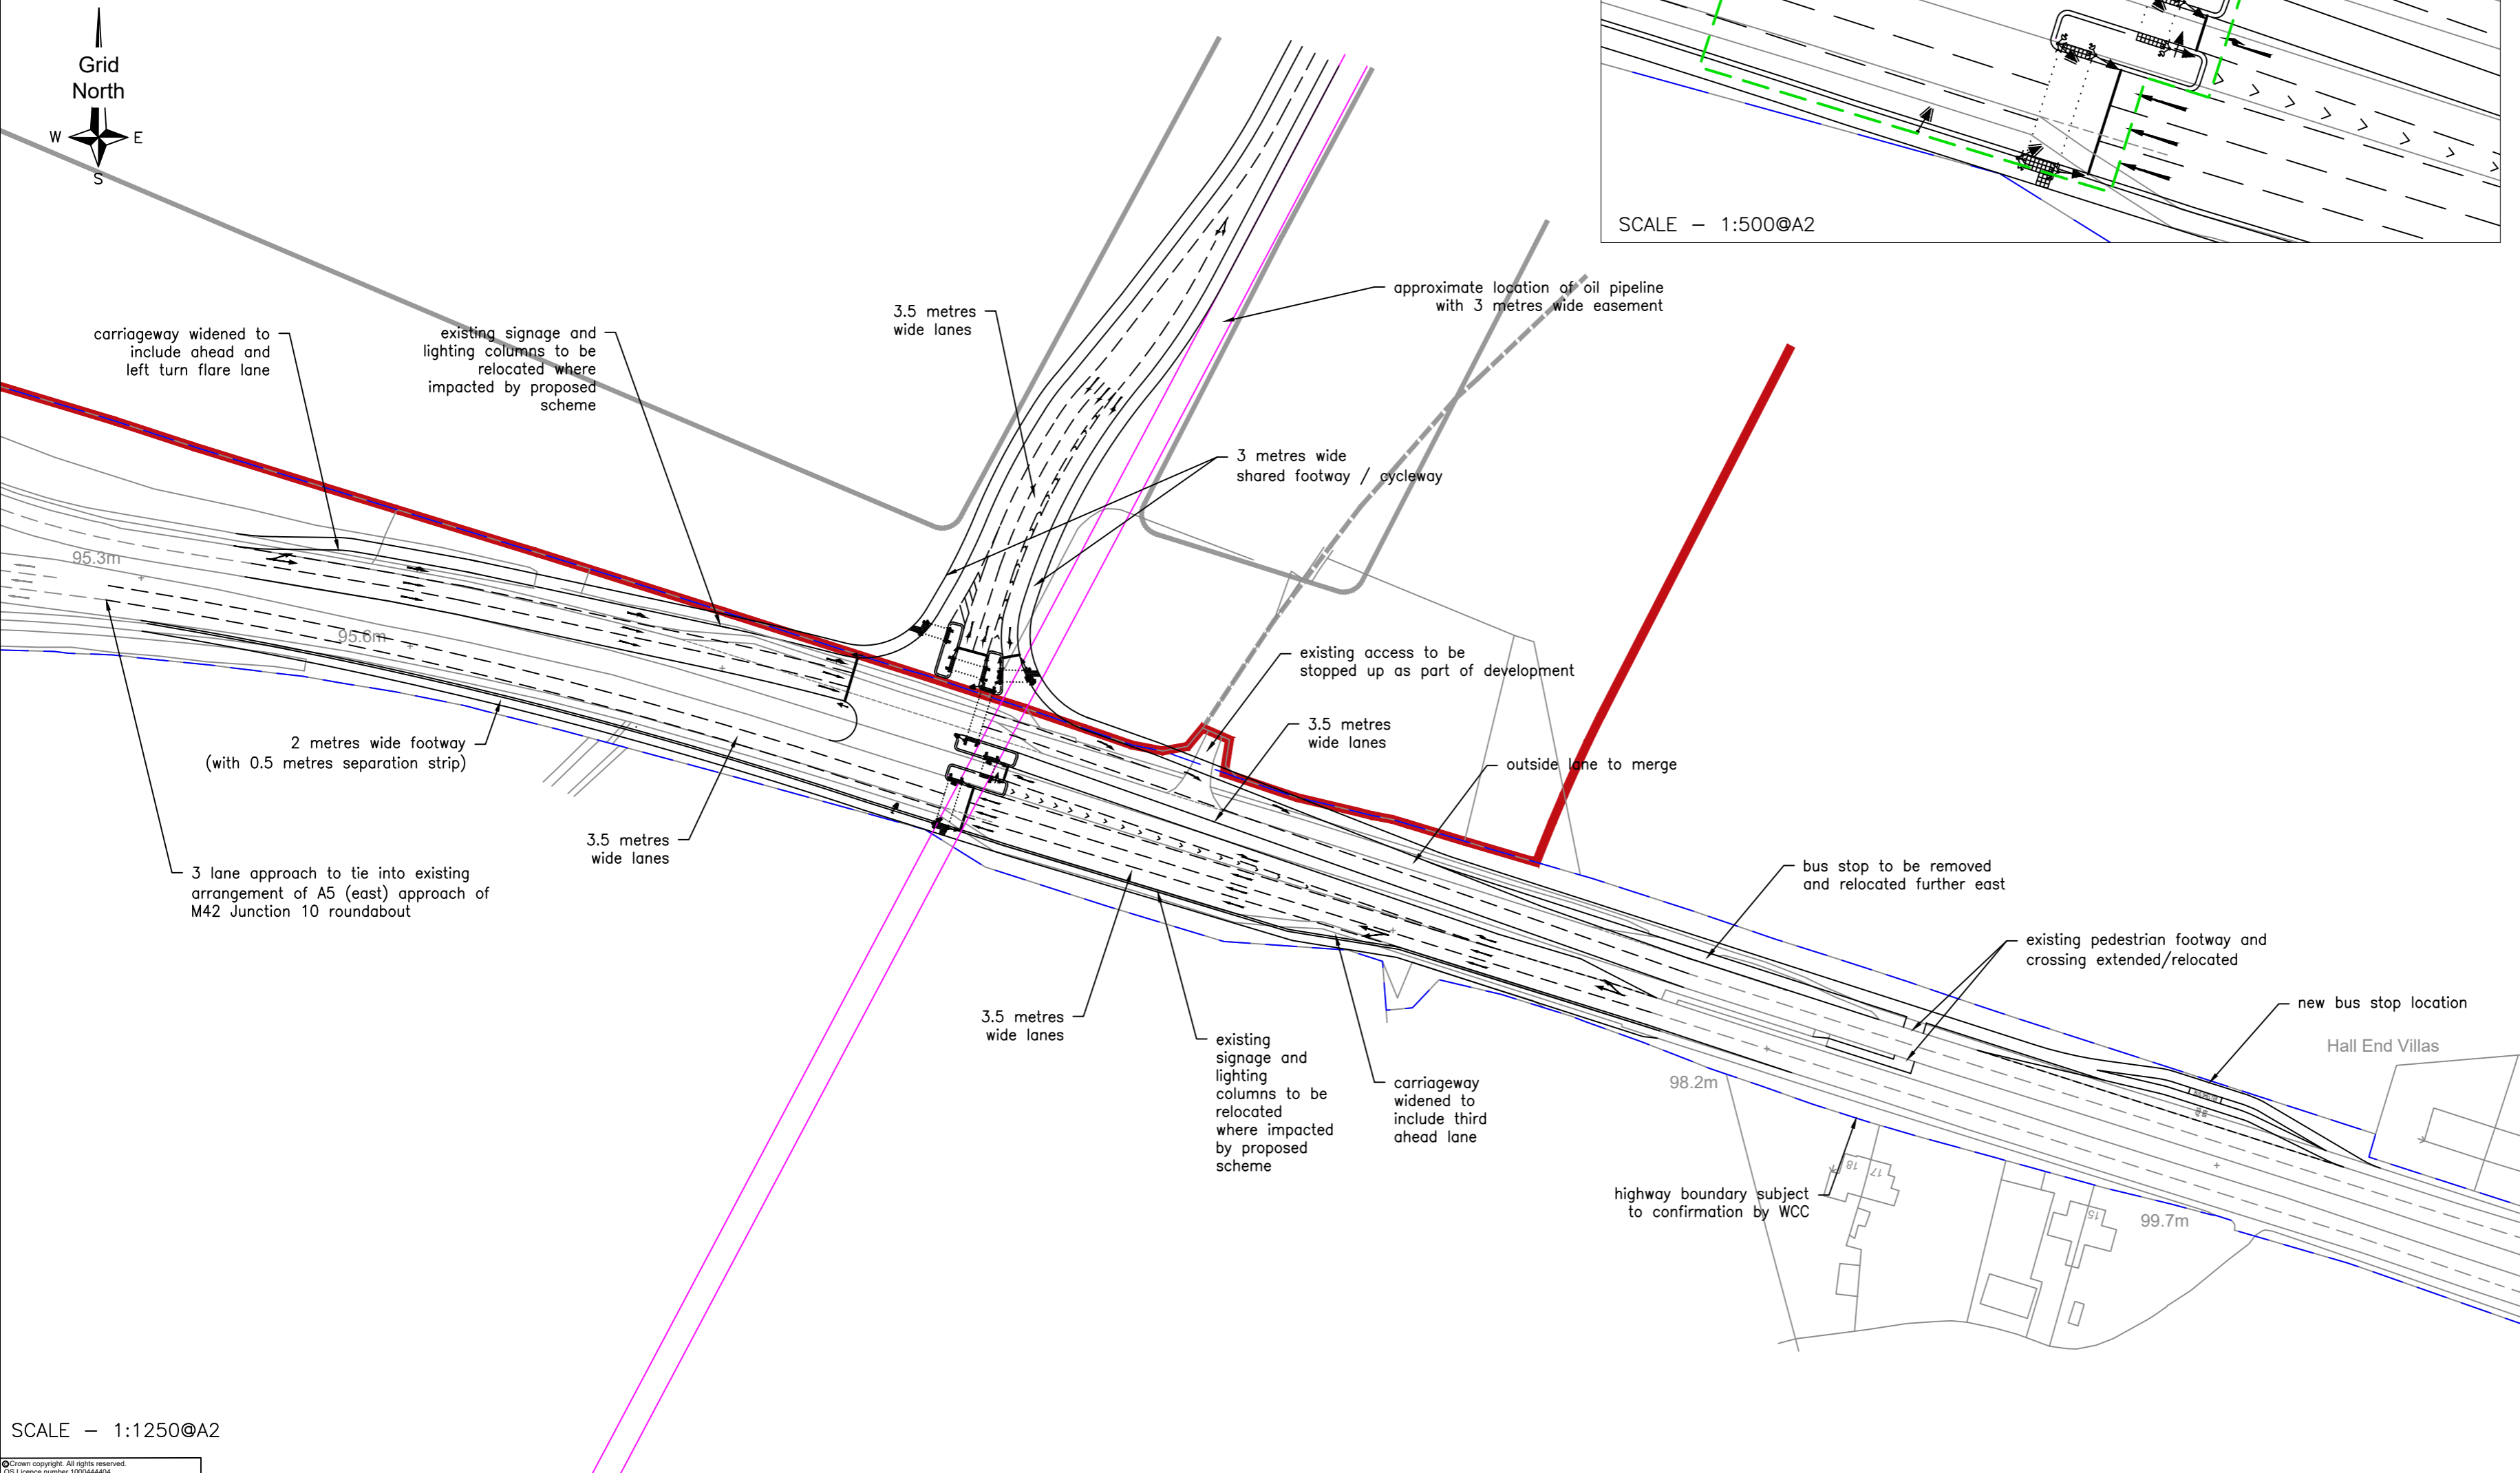 Grid
North
W
E
S
SCALE - 1:500@A2
carriageway widened to
include ahead and
left turn flare lane
existing signage and
lighting columns to be
relocated where
impacted by proposed
scheme
3.5 metres
wide lanes
approximate location of oil pipeline
with 3 metres wide easement
3 metres wide
shared footway / cycleway
95.3m
95.6m
existing access to be
stopped up as part of development
3.5 metres
wide lanes
outside lane to merge
2 metres wide footway
(with 0.5 metres separation strip)
3.5 metres
wide lanes
3 lane approach to tie into existing
arrangement of A5 (east) approach of
M42 Junction 10 roundabout
bus stop to be removed
and relocated further east
existing pedestrian footway and
crossing extended/relocated
new bus stop location
Hall End Villas
3.5 metres
wide lanes
existing
signage and
lighting
columns to be
relocated
where impacted
by proposed
scheme
carriageway
widened to
include third
ahead lane
98.2m
highway boundary subject
to confirmation by WCC
18
17
15
99.7m
SCALE - 1:1250@A2
©Crown copyright. All rights reserved.
OS Licence number 1000444404